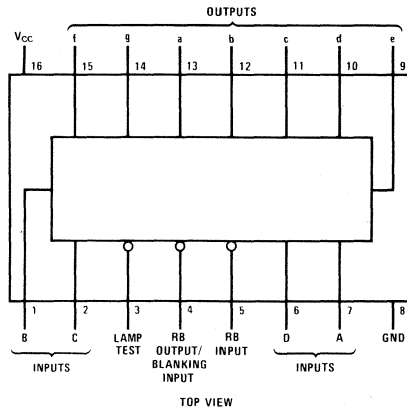 OUTPUTS
VCC f g a b c d e
16 15 14 13 12 11 10 9
1 2 3 4 5 6 7 8
B C LAMP TEST RB OUTPUT/ BLANKING INPUT RB INPUT D A GND
INPUTS INPUTS
TOP VIEW